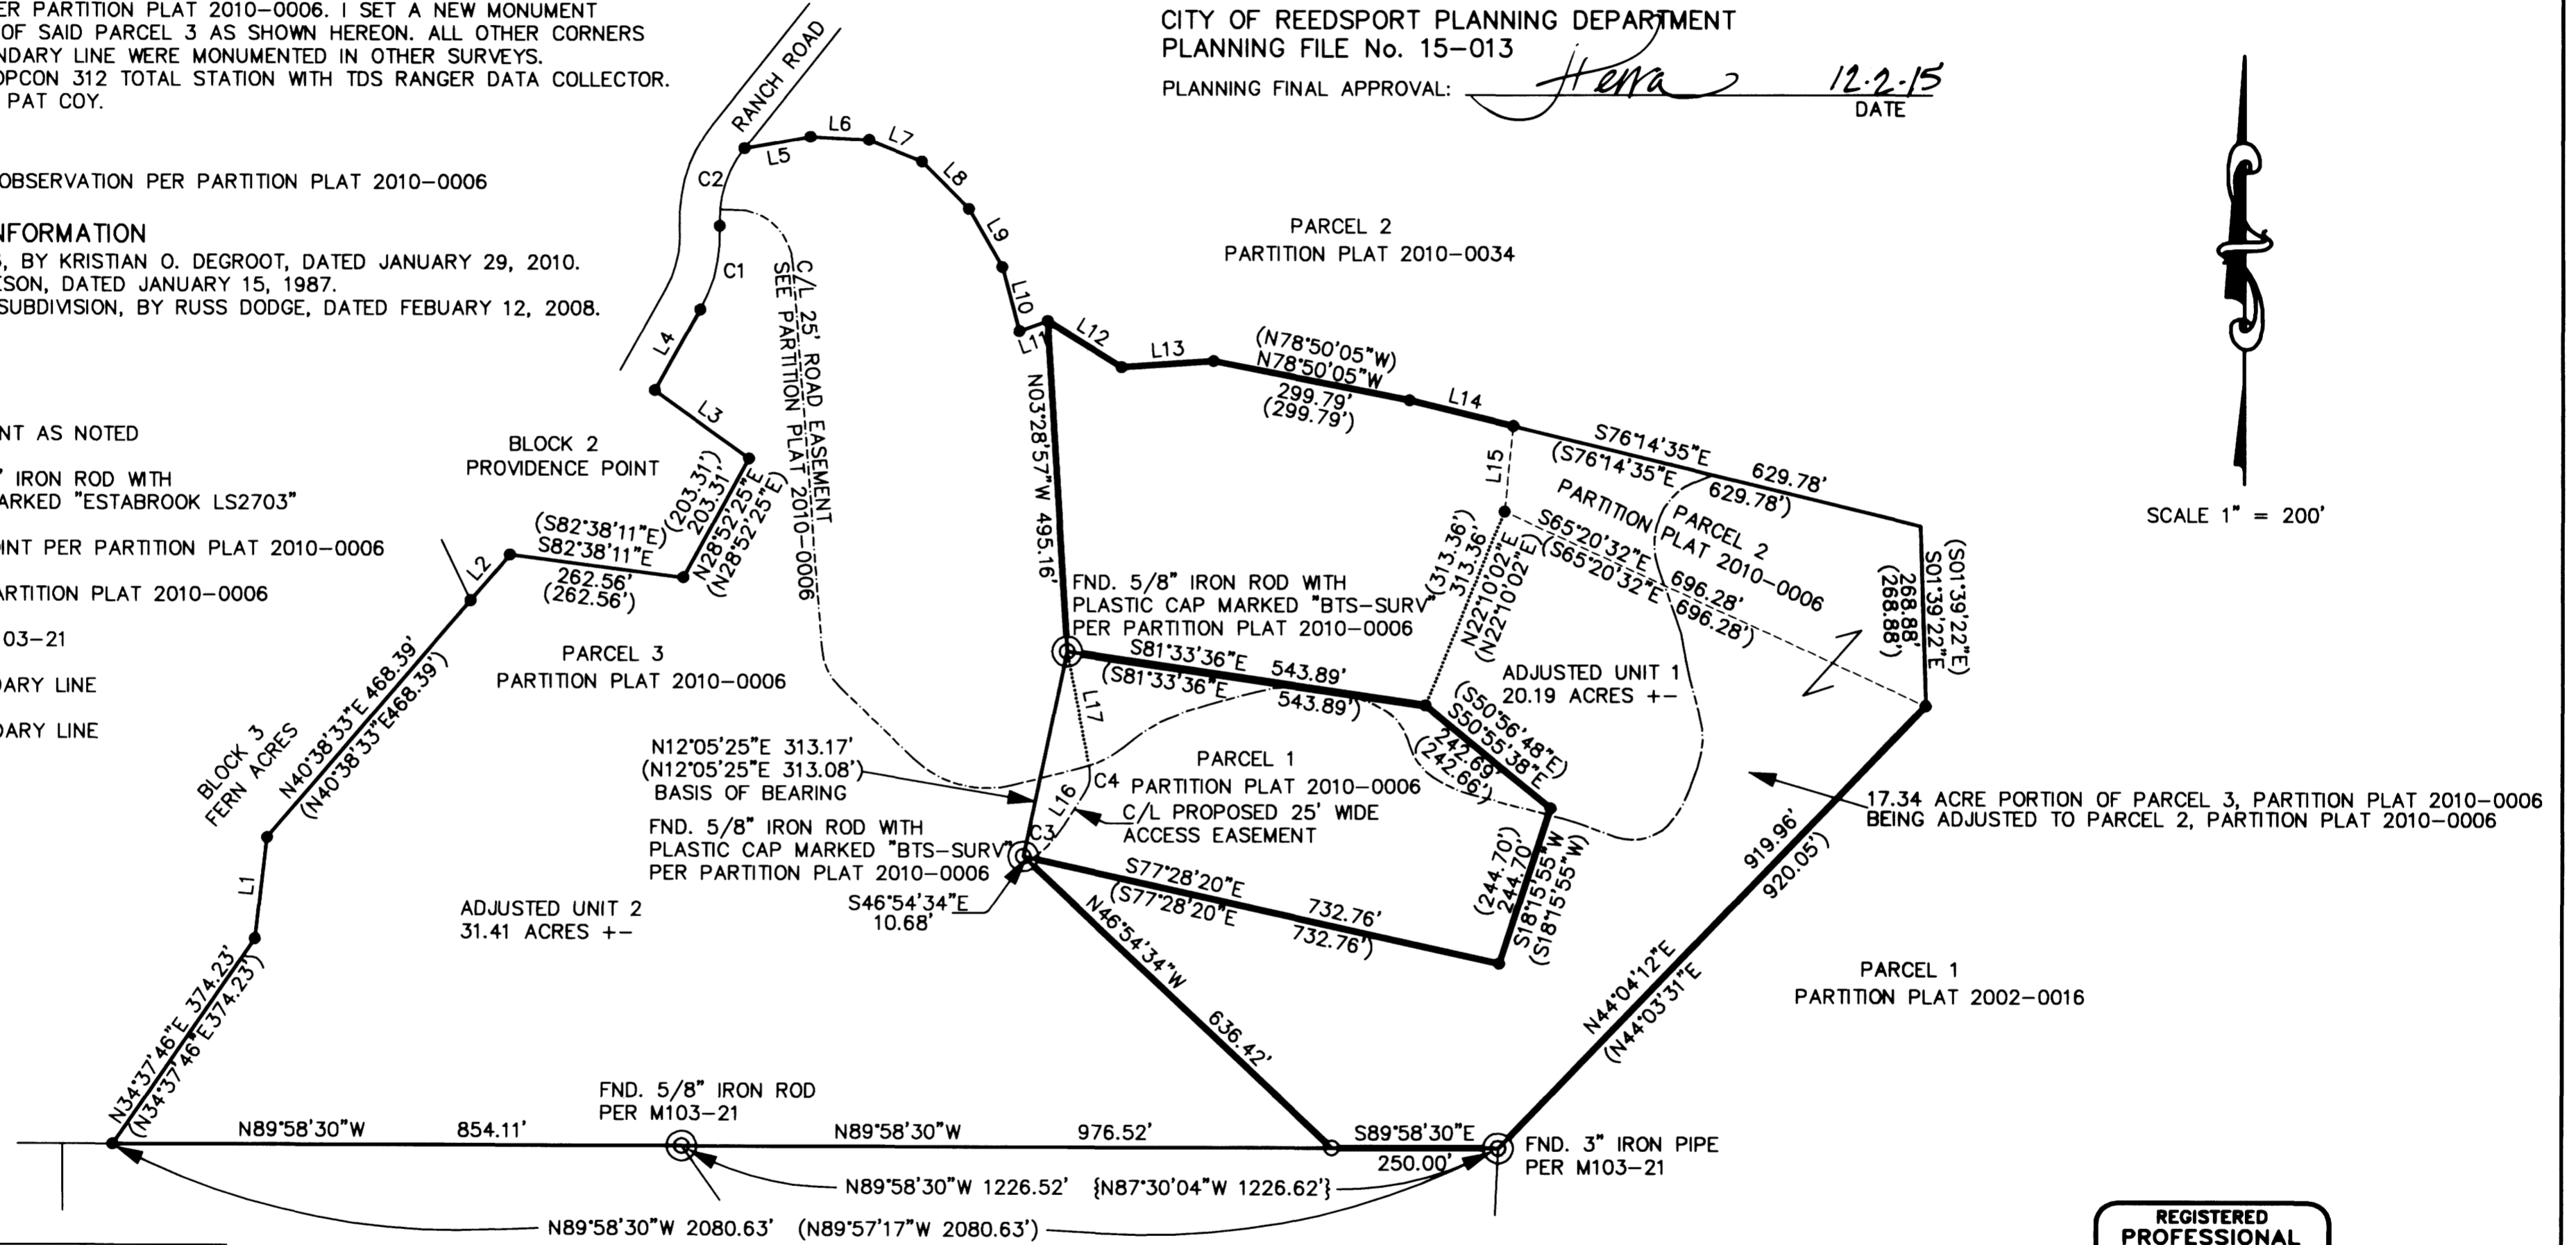 ER PARTITION PLAT 2010-0006. I SET A NEW MONUMENT
OF SAID PARCEL 3 AS SHOWN HEREON. ALL OTHER CORNERS
NDARY LINE WERE MONUMENTED IN OTHER SURVEYS.
OPCON 312 TOTAL STATION WITH TDS RANGER DATA COLLECTOR.
PAT COY.
OBSERVATION PER PARTITION PLAT 2010-0006
NFORMATION
, BY KRISTIAN O. DEGROOT, DATED JANUARY 29, 2010.
SON, DATED JANUARY 15, 1987.
SUBDIVISION, BY RUSS DODGE, DATED FEBUARY 12, 2008.
NT AS NOTED
" IRON ROD WITH
ARKED "ESTABROOK LS2703"
INT PER PARTITION PLAT 2010-0006
ARTITION PLAT 2010-0006
03-21
DARY LINE
DARY LINE
CITY OF REEDSPORT PLANNING DEPARTMENT
PLANNING FILE No. 15-013
PLANNING FINAL APPROVAL:
12-2-15
DATE
SCALE 1" = 200'
RANCH ROAD
C2
C1
L5
L6
L7
L8
L9
L10
L11
L12
L13
L14
L15
L4
L3
L2
L1
C/L 25' ROAD EASEMENT
SEE PARTITION PLAT 2010-0006
PARCEL 2
PARTITION PLAT 2010-0034
(N78°50'05"W)
N78°50'05"W
299.79'
(299.79')
S76°14'35"E 629.78'
(S76°14'35"E 629.78')
PARCEL 2
PARTITION PLAT 2010-0006
S65°20'32"E 696.28'
(S65°20'32"E 696.28')
(S01°39'22"E)
S01°39'22"E
268.88'
(268.88')
BLOCK 2
PROVIDENCE POINT
(203.31')
203.31'
N28°52'25"E
(N28°52'25"E)
(S82°38'11"E)
S82°38'11"E
262.56'
(262.56')
N03°28'57"W 495.16'
FND. 5/8" IRON ROD WITH
PLASTIC CAP MARKED "BTS-SURV"
PER PARTITION PLAT 2010-0006
(313.36')
313.36'
N22°10'02"E
(N22°10'02"E)
S81°33'36"E 543.89'
(S81°33'36"E 543.89')
ADJUSTED UNIT 1
20.19 ACRES +-
PARCEL 3
PARTITION PLAT 2010-0006
N40°38'33"E 468.39'
(N40°38'33"E468.39')
BLOCK 3
FERN ACRES
L17
(S50°56'48"E)
S50°55'38"E
242.69'
(242.66')
N12°05'25"E 313.17'
(N12°05'25"E 313.08')
BASIS OF BEARING
PARCEL 1
PARTITION PLAT 2010-0006
C4
L16
C3
C/L PROPOSED 25' WIDE
ACCESS EASEMENT
17.34 ACRE PORTION OF PARCEL 3, PARTITION PLAT 2010-0006
BEING ADJUSTED TO PARCEL 2, PARTITION PLAT 2010-0006
FND. 5/8" IRON ROD WITH
PLASTIC CAP MARKED "BTS-SURV"
PER PARTITION PLAT 2010-0006
S46°54'34"E
10.68'
S77°28'20"E 732.76'
(S77°28'20"E 732.76')
(244.70')
244.70'
S18°15'55"W
(S18°15'55"W)
919.96'
920.05')
N44°04'12"E
(N44°03'31"E
ADJUSTED UNIT 2
31.41 ACRES +-
N46°54'34"W 636.42'
PARCEL 1
PARTITION PLAT 2002-0016
N34°37'46"E 374.23'
(N34°37'46"E374.23')
FND. 5/8" IRON ROD
PER M103-21
N89°58'30"W 854.11'
N89°58'30"W 976.52'
S89°58'30"E
250.00'
FND. 3" IRON PIPE
PER M103-21
N89°58'30"W 1226.52' {N87°30'04"W 1226.62'}
N89°58'30"W 2080.63' (N89°57'17"W 2080.63')
REGISTERED
PROFESSIONAL